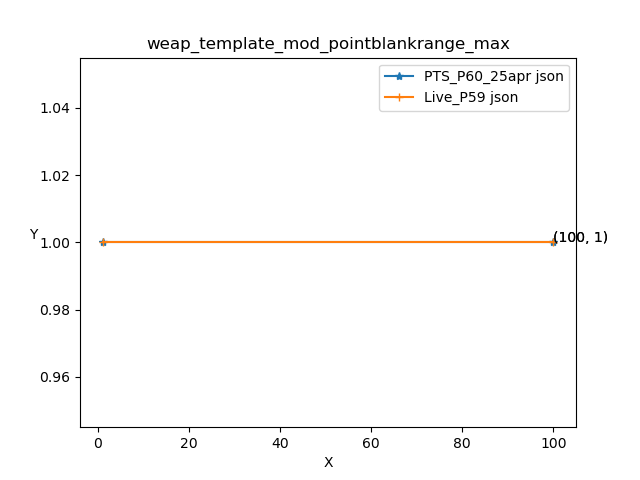 weap_template_mod_pointblankrange_max
PTS_P60_25apr json
Live_P59 json
1.04
1.02
Y
1.00
(100, 1)
0.98
0.96
0
20
40
60
80
100
X